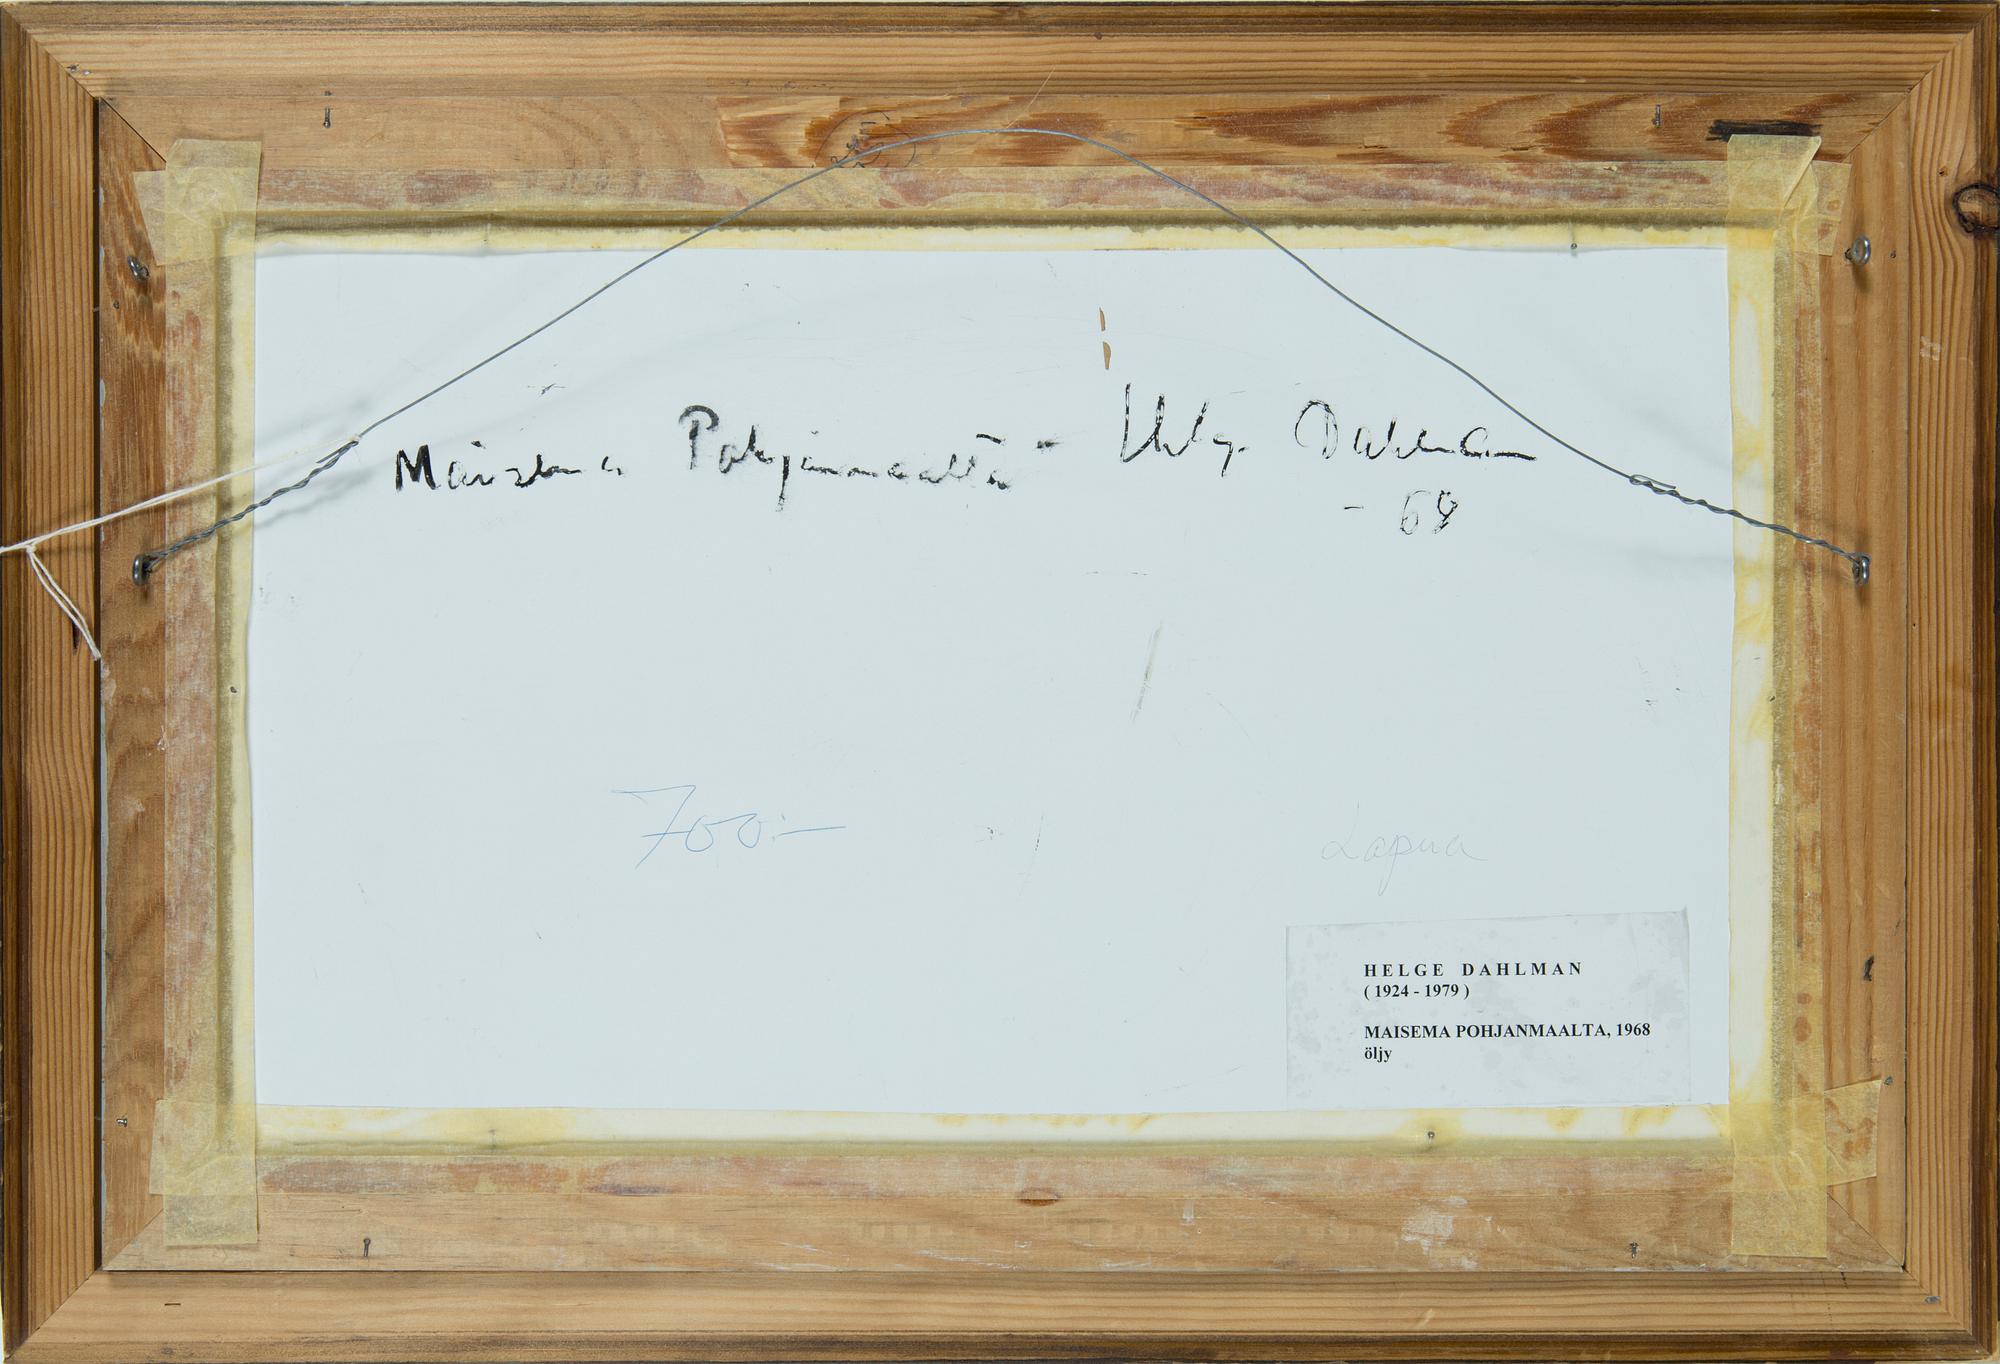 Maisema Pohjanmaalta - Helge Dahlman
- 68
700:-
Lapua
HELGE DAHLMAN
( 1924 - 1979 )
MAISEMA POHJANMAALTA, 1968
öljy